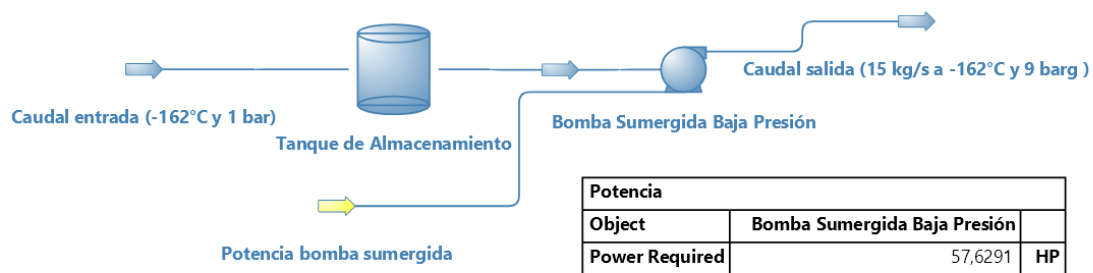 Caudal salida (15 kg/s a -162°C y 9 barg )
Caudal entrada (-162°C y 1 bar)
Bomba Sumergida Baja Presión
Tanque de Almacenamiento
Potencia bomba sumergida
Potencia
Object Bomba Sumergida Baja Presión
Power Required 57,6291 HP